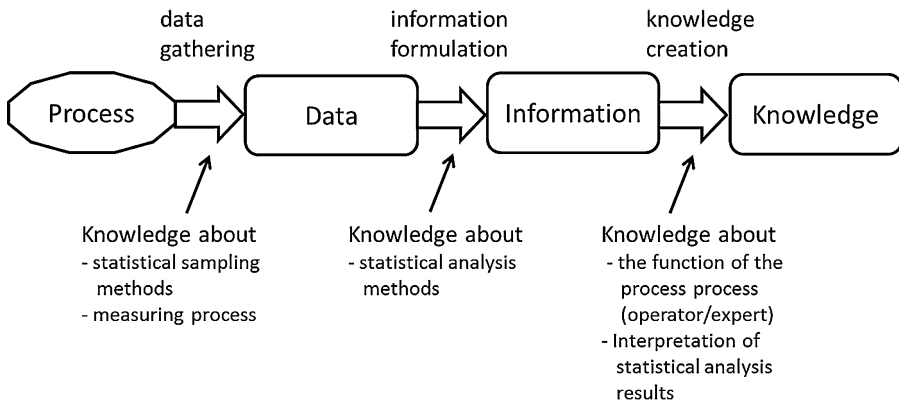 data
gathering
information
formulation
knowledge
creation
Process
Data
Information
Knowledge
Knowledge about
- statistical sampling
methods
- measuring process
Knowledge about
- statistical analysis
methods
Knowledge about
- the function of the
process process
(operator/expert)
- Interpretation of
statistical analysis
results